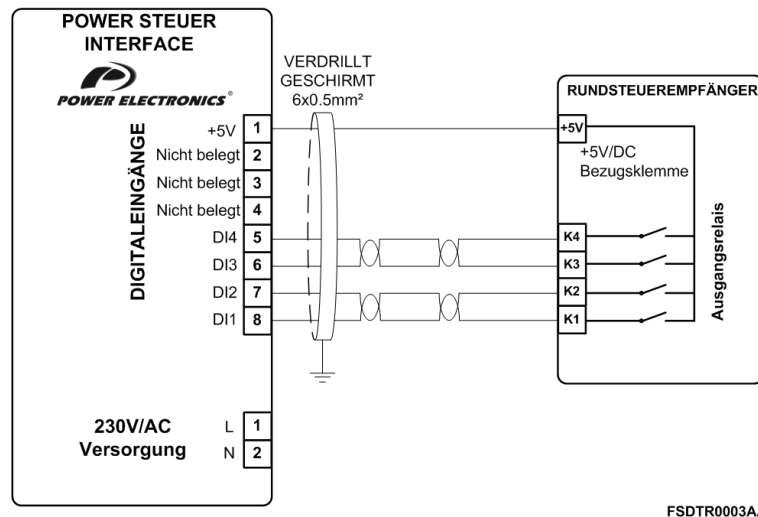 POWER STEUER
INTERFACE
POWER ELECTRONICS®
DIGITALEINGÄNGE
+5V 1
Nicht belegt 2
Nicht belegt 3
Nicht belegt 4
DI4 5
DI3 6
DI2 7
DI1 8
230V/AC
Versorgung
L 1
N 2
VERDRILLT
GESCHIRMT
6x0.5mm²
RUNDSTEUEREMPFÄNGER
+5V
+5V/DC
Bezugsklemme
K4
K3
K2
K1
Ausgangsrelais